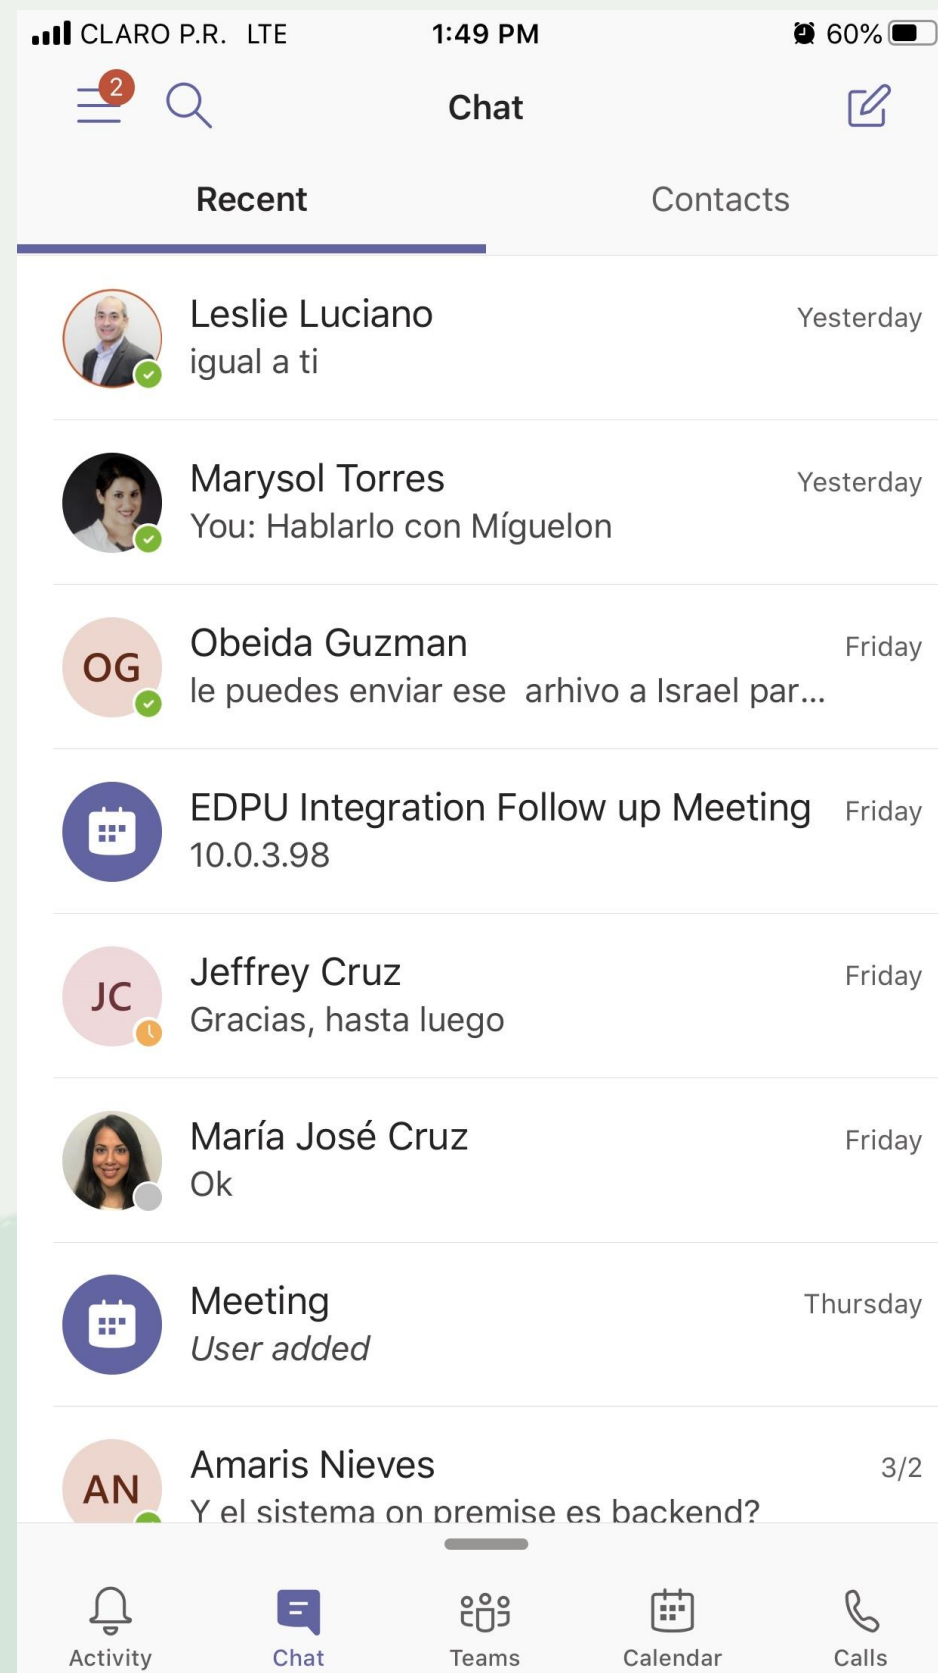 CLARO P.R. LTE 1:49 PM 60%
2
Chat
Recent Contacts
Leslie Luciano Yesterday
igual a ti
Marysol Torres Yesterday
You: Hablarlo con Míguelon
OG Obeida Guzman Friday
le puedes enviar ese arhivo a Israel par...
EDPU Integration Follow up Meeting Friday
10.0.3.98
JC Jeffrey Cruz Friday
Gracias, hasta luego
María José Cruz Friday
Ok
Meeting Thursday
User added
AN Amaris Nieves 3/2
Y el sistema on premise es backend?
Activity Chat Teams Calendar Calls